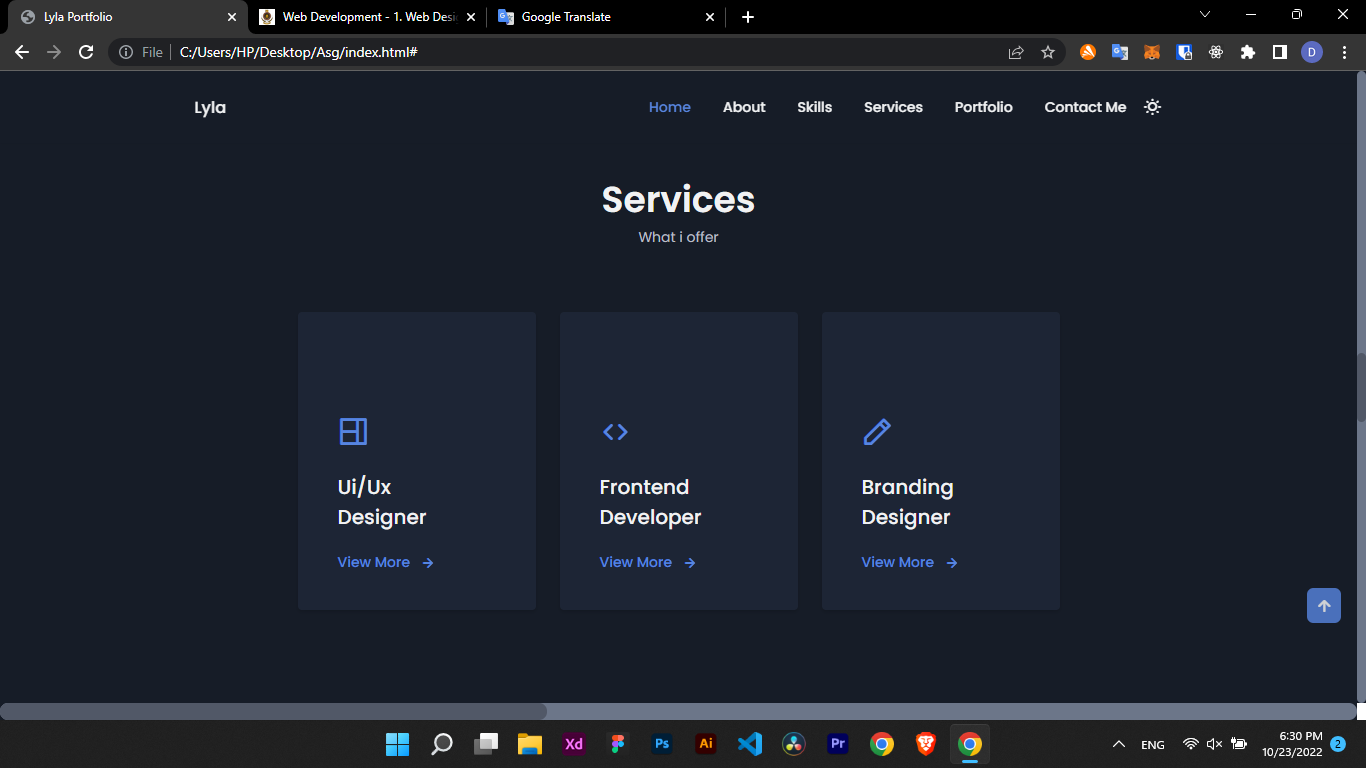 Lyla Portfolio
Web Development - 1. Web Desi
Google Translate
File
C:/Users/HP/Desktop/Asg/index.html#
D
Lyla
Home About Skills Services Portfolio Contact Me
Services
What i offer
Ui/Ux
Designer
View More
Frontend
Developer
View More
Branding
Designer
View More
Xd Ps Ai Pr
ENG
6:30 PM
10/23/2022
2